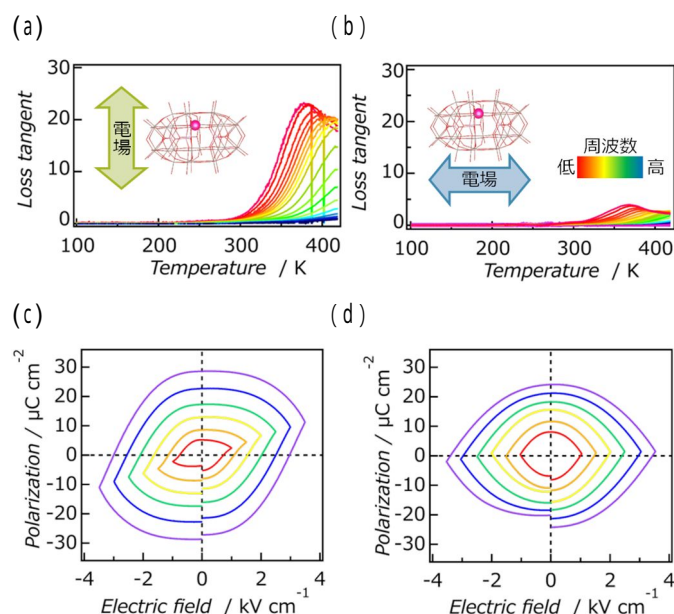 (a)
(b)
Loss tangent
30
20
10
0
電場
100
200
300
400
Temperature / K
Loss tangent
30
25
20
15
10
5
0
周波数
低
高
電場
100
200
300
400
Temperature / K
(c)
(d)
Polarization / μC cm-2
30
20
10
0
-10
-20
-30
-4
-2
0
2
4
Electric field / kV cm-1
Polarization / μC cm-2
30
20
10
0
-10
-20
-30
-4
-2
0
2
4
Electric field / kV cm-1